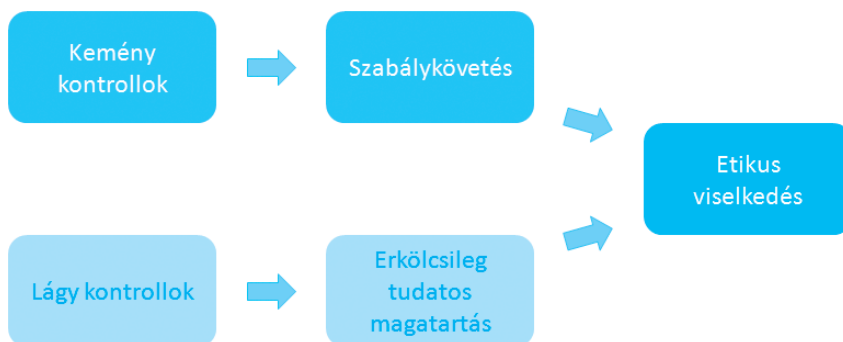 Kemény
kontrollok
Szabálykövetés
Etikus
viselkedés
Lágy kontrollok
Erkölcsileg
tudatos
magatartás